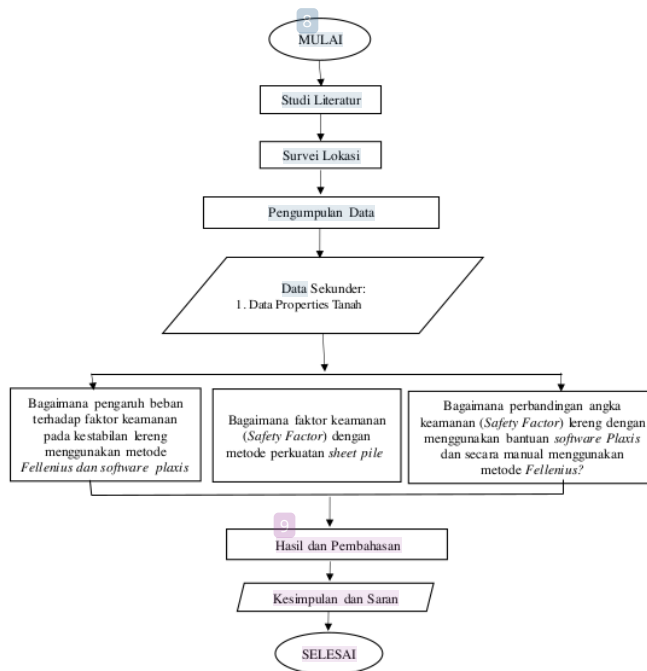 8
MULAI
Studi Literatur
Survei Lokasi
Pengumpulan Data
Data Sekunder:
1. Data Properties Tanah
Bagaimana pengaruh beban
terhadap faktor keamanan
pada kestabilan lereng
menggunakan metode
Fellenius dan software plaxis
Bagaimana faktor keamanan
(Safety Factor) dengan
metode perkuatan sheet pile
Bagaimana perbandingan angka
keamanan (Safety Factor) lereng dengan
menggunakan bantuan software Plaxis
dan secara manual menggunakan
metode Fellenius?
9
Hasil dan Pembahasan
Kesimpulan dan Saran
SELESAI